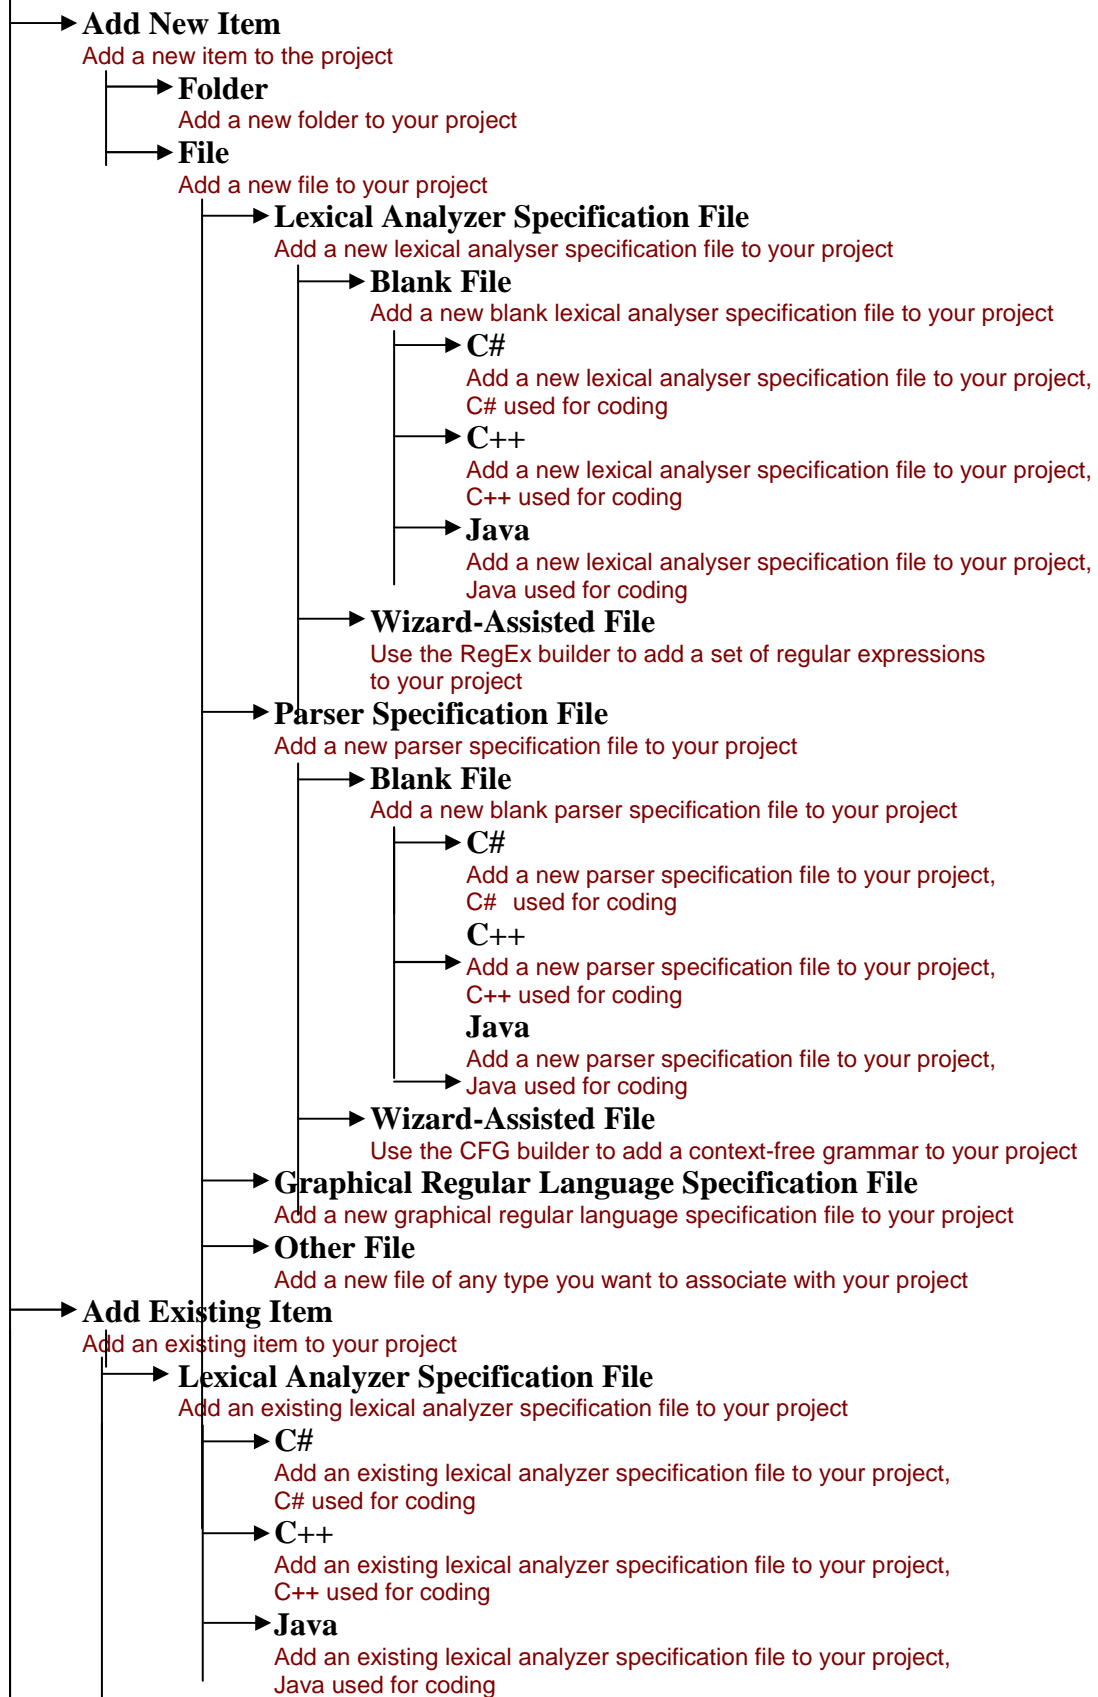 Add New Item
Add a new item to the project
Folder
Add a new folder to your project
File
Add a new file to your project
Lexical Analyzer Specification File
Add a new lexical analyser specification file to your project
Blank File
Add a new blank lexical analyser specification file to your project
C#
Add a new lexical analyser specification file to your project,
C# used for coding
C++
Add a new lexical analyser specification file to your project,
C++ used for coding
Java
Add a new lexical analyser specification file to your project,
Java used for coding
Wizard-Assisted File
Use the RegEx builder to add a set of regular expressions
to your project
Parser Specification File
Add a new parser specification file to your project
Blank File
Add a new blank parser specification file to your project
C#
Add a new parser specification file to your project,
C# used for coding
C++
Add a new parser specification file to your project,
C++ used for coding
Java
Add a new parser specification file to your project,
Java used for coding
Wizard-Assisted File
Use the CFG builder to add a context-free grammar to your project
Graphical Regular Language Specification File
Add a new graphical regular language specification file to your project
Other File
Add a new file of any type you want to associate with your project
Add Existing Item
Add an existing item to your project
Lexical Analyzer Specification File
Add an existing lexical analyzer specification file to your project
C#
Add an existing lexical analyzer specification file to your project,
C# used for coding
C++
Add an existing lexical analyzer specification file to your project,
C++ used for coding
Java
Add an existing lexical analyzer specification file to your project,
Java used for coding